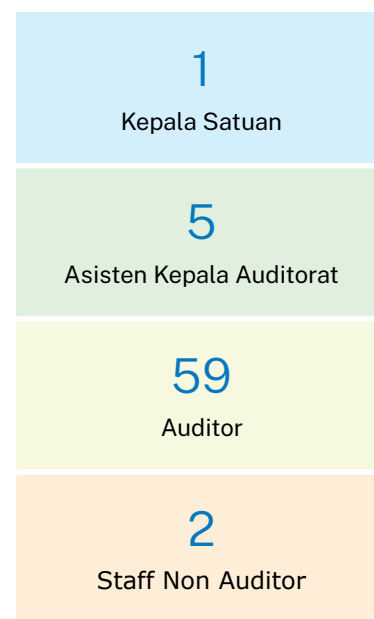 1
Kepala Satuan
5
Asisten Kepala Auditorat
59
Auditor
2
Staff Non Auditor